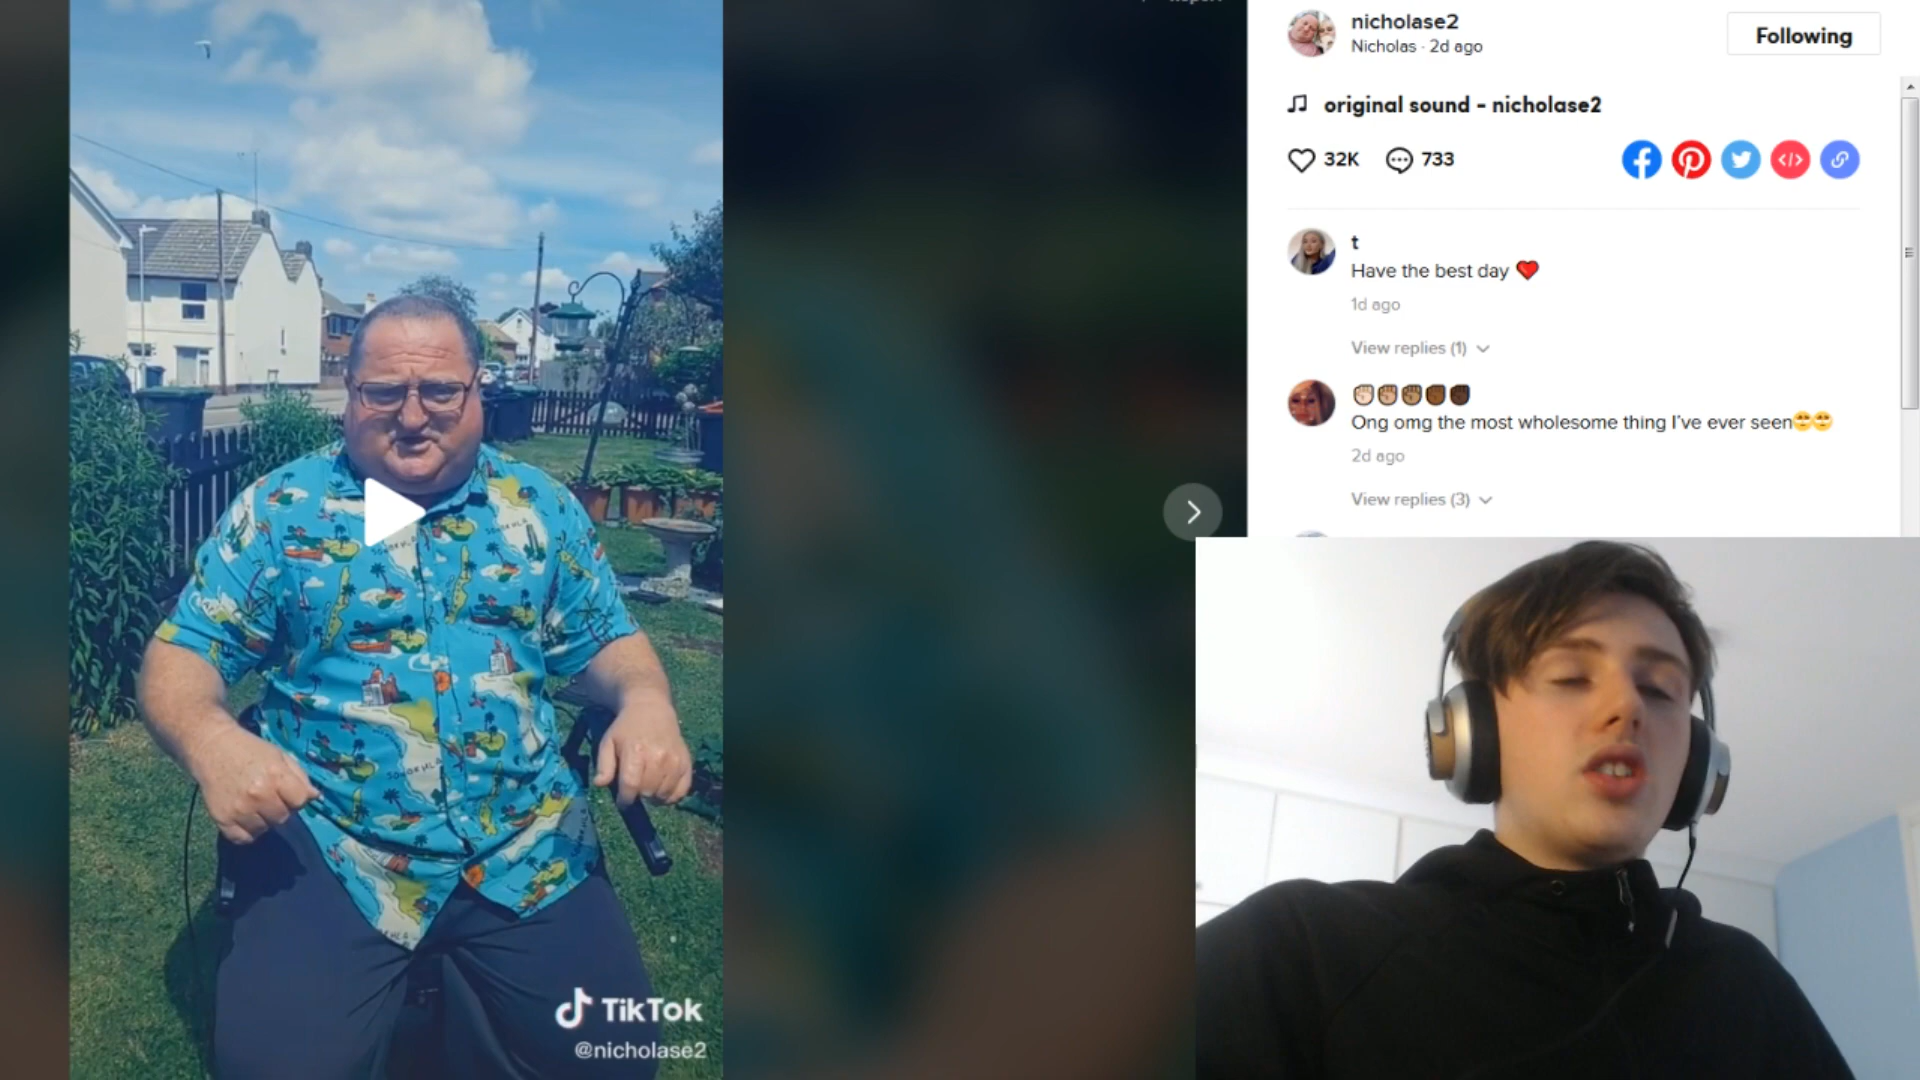 nicholase2
Nicholas · 2d ago
Following
original sound - nicholase2
32K
733
t
Have the best day ❤️
1d ago
View replies (1)
✊🏻✊🏼✊🏽✊🏾✊🏿
Ong omg the most wholesome thing I've ever seen🥺🥺
2d ago
View replies (3)
TikTok
@nicholase2